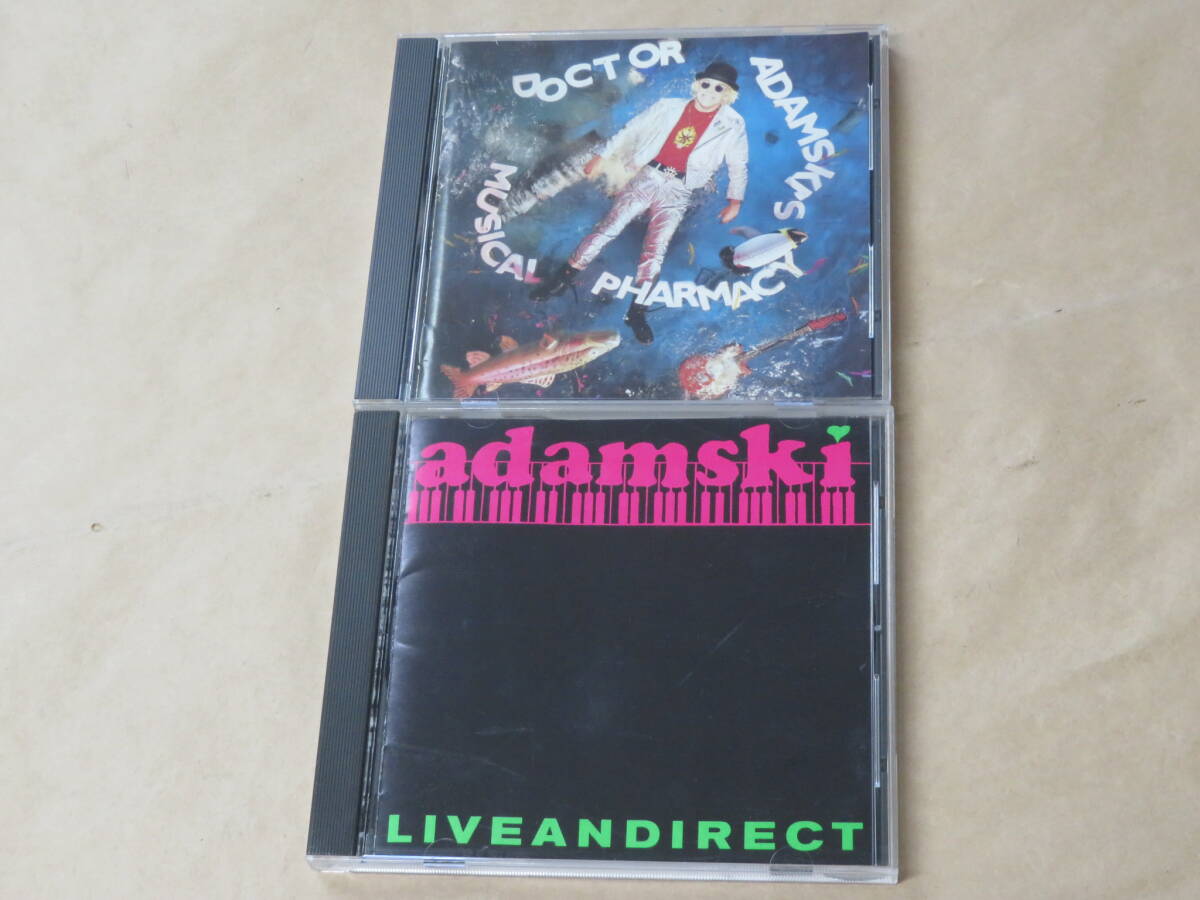 DOCTOR
ADAMSKI'S
MUSICAL
PHARMACY
adamski
LIVEANDIRECT